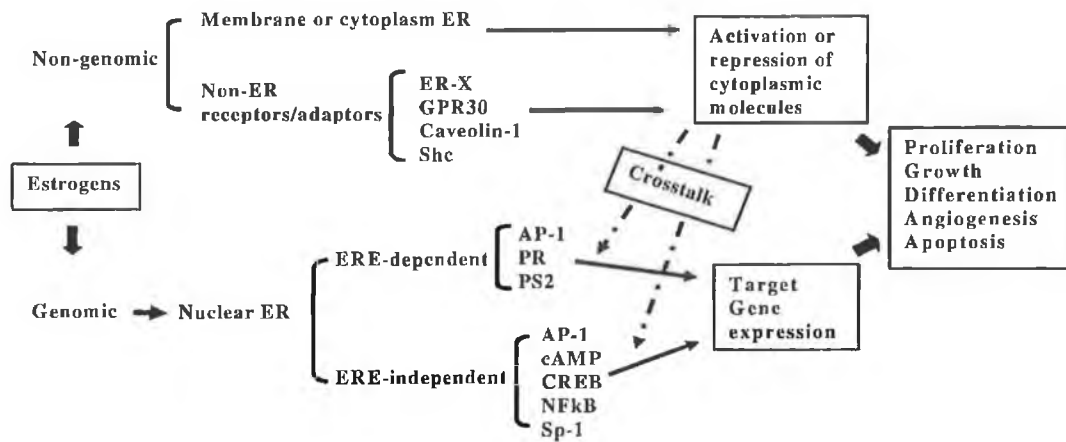 Membrane or cytoplasm ER
Non-genomic
Non-ER
receptors/adaptors
ER-X
GPR30
Caveolin-1
Shc
Activation or
repression of
cytoplasmic
molecules
Estrogens
Crosstalk
Proliferation
Growth
Differentiation
Angiogenesis
Apoptosis
Genomic
Nuclear ER
ERE-dependent
AP-1
PR
PS2
ERE-independent
AP-1
cAMP
CREB
NFkB
Sp-1
Target
Gene
expression